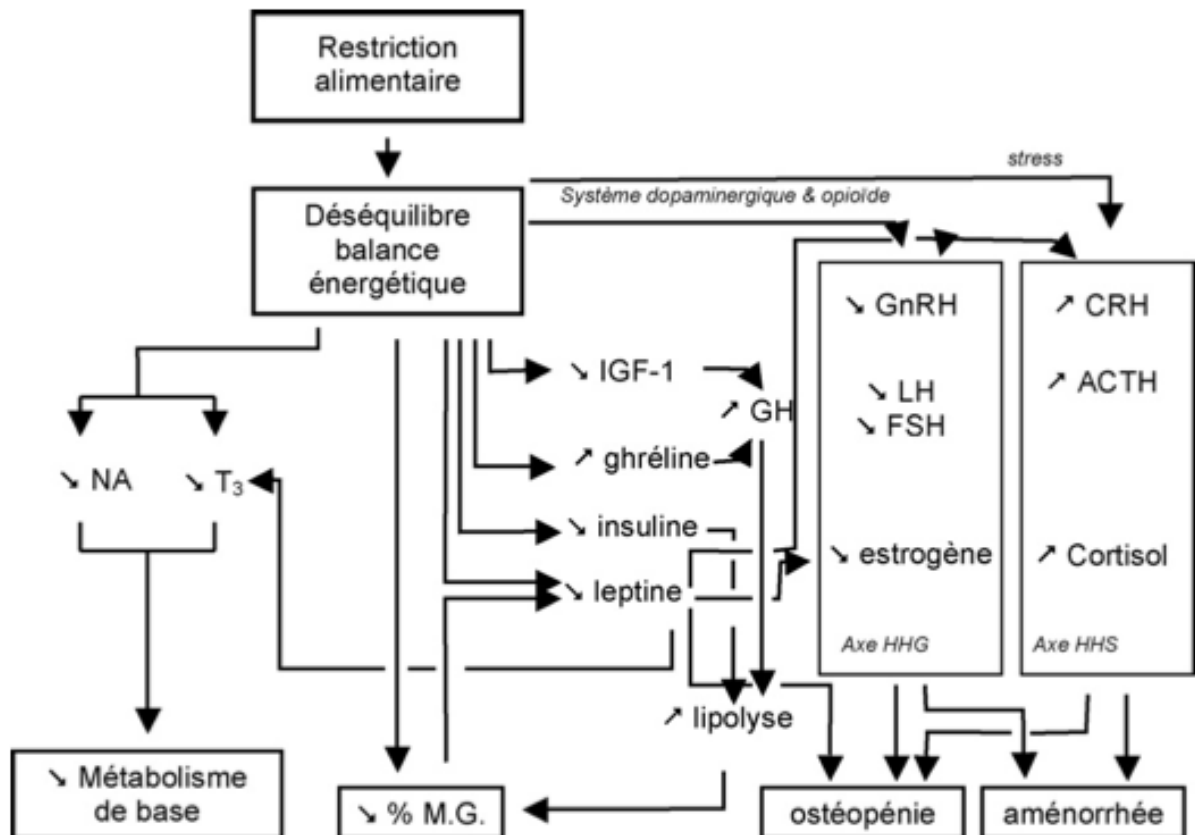 Restriction
alimentaire
stress
Système dopaminergique & opioïde
Déséquilibre
balance
énergétique
↘ GnRH
↗ CRH
↘ IGF-1
↗ GH
↘ LH
↘ FSH
↗ ACTH
↘ NA
↘ T₃
↗ ghréline
↘ insuline
↘ leptine
↘ estrogène
↗ Cortisol
Axe HHG
Axe HHS
↗ lipolyse
↘ Métabolisme
de base
↘ % M.G.
ostéopénie
aménorrhée